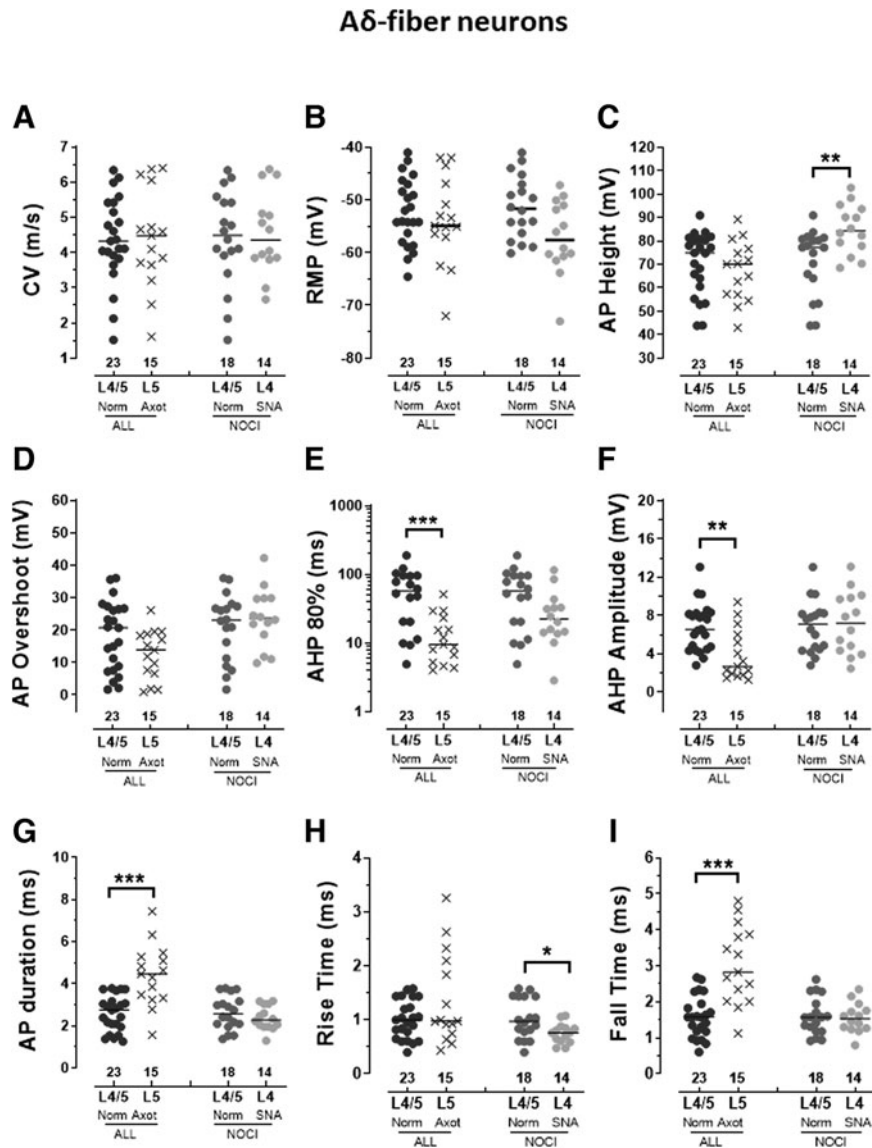 Aδ-fiber neurons
A
CV (m/s)
7
6
5
4
3
2
1
23 15 18 14
L4/5 L5 L4/5 L4
Norm Axot Norm SNA
ALL NOCI
B
RMP (mV)
-40
-50
-60
-70
-80
23 15 18 14
L4/5 L5 L4/5 L4
Norm Axot Norm SNA
ALL NOCI
C
AP Height (mV)
120
110
100
90
80
70
60
50
40
30
**
23 15 18 14
L4/5 L5 L4/5 L4
Norm Axot Norm SNA
ALL NOCI
D
AP Overshoot (mV)
60
50
40
30
20
10
0
23 15 18 14
L4/5 L5 L4/5 L4
Norm Axot Norm SNA
ALL NOCI
E
AHP 80% (ms)
1000
100
10
1
***
23 15 18 14
L4/5 L5 L4/5 L4
Norm Axot Norm SNA
ALL NOCI
F
AHP Amplitude (mV)
20
16
12
8
4
0
**
23 15 18 14
L4/5 L5 L4/5 L4
Norm Axot Norm SNA
ALL NOCI
G
AP duration (ms)
10
8
6
4
2
0
***
23 15 18 14
L4/5 L5 L4/5 L4
Norm Axot Norm SNA
ALL NOCI
H
Rise Time (ms)
4
3
2
1
0
*
23 15 18 14
L4/5 L5 L4/5 L4
Norm Axot Norm SNA
ALL NOCI
I
Fall Time (ms)
6
5
4
3
2
1
0
***
23 15 18 14
L4/5 L5 L4/5 L4
Norm Axot Norm SNA
ALL NOCI